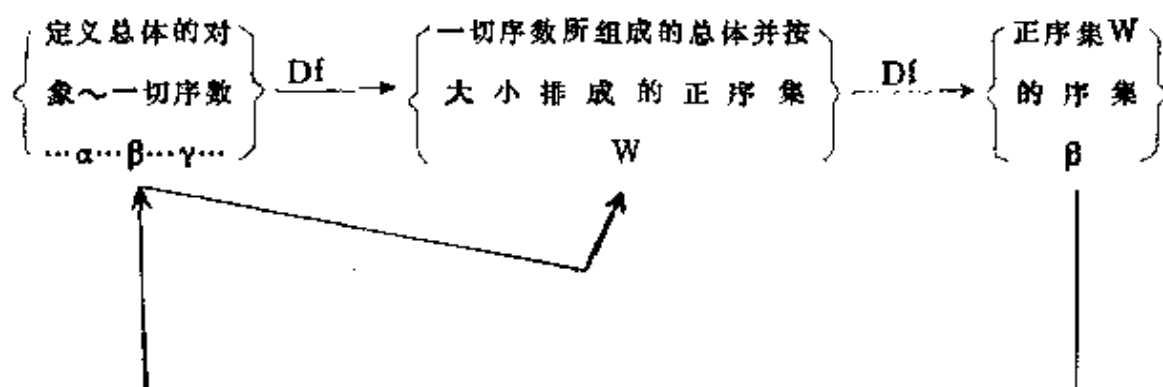 定义总体的对
象～一切序数
…α…β…γ…
Df
一切序数所组成的总体并按
大小排成的正序集
W
Df
正序集W
的序集
β